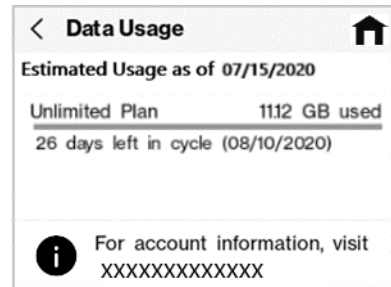 Data Usage
Estimated Usage as of 07/15/2020
Unlimited Plan 11.12 GB used
26 days left in cycle (08/10/2020)
For account information, visit
XXXXXXXXXXXXX